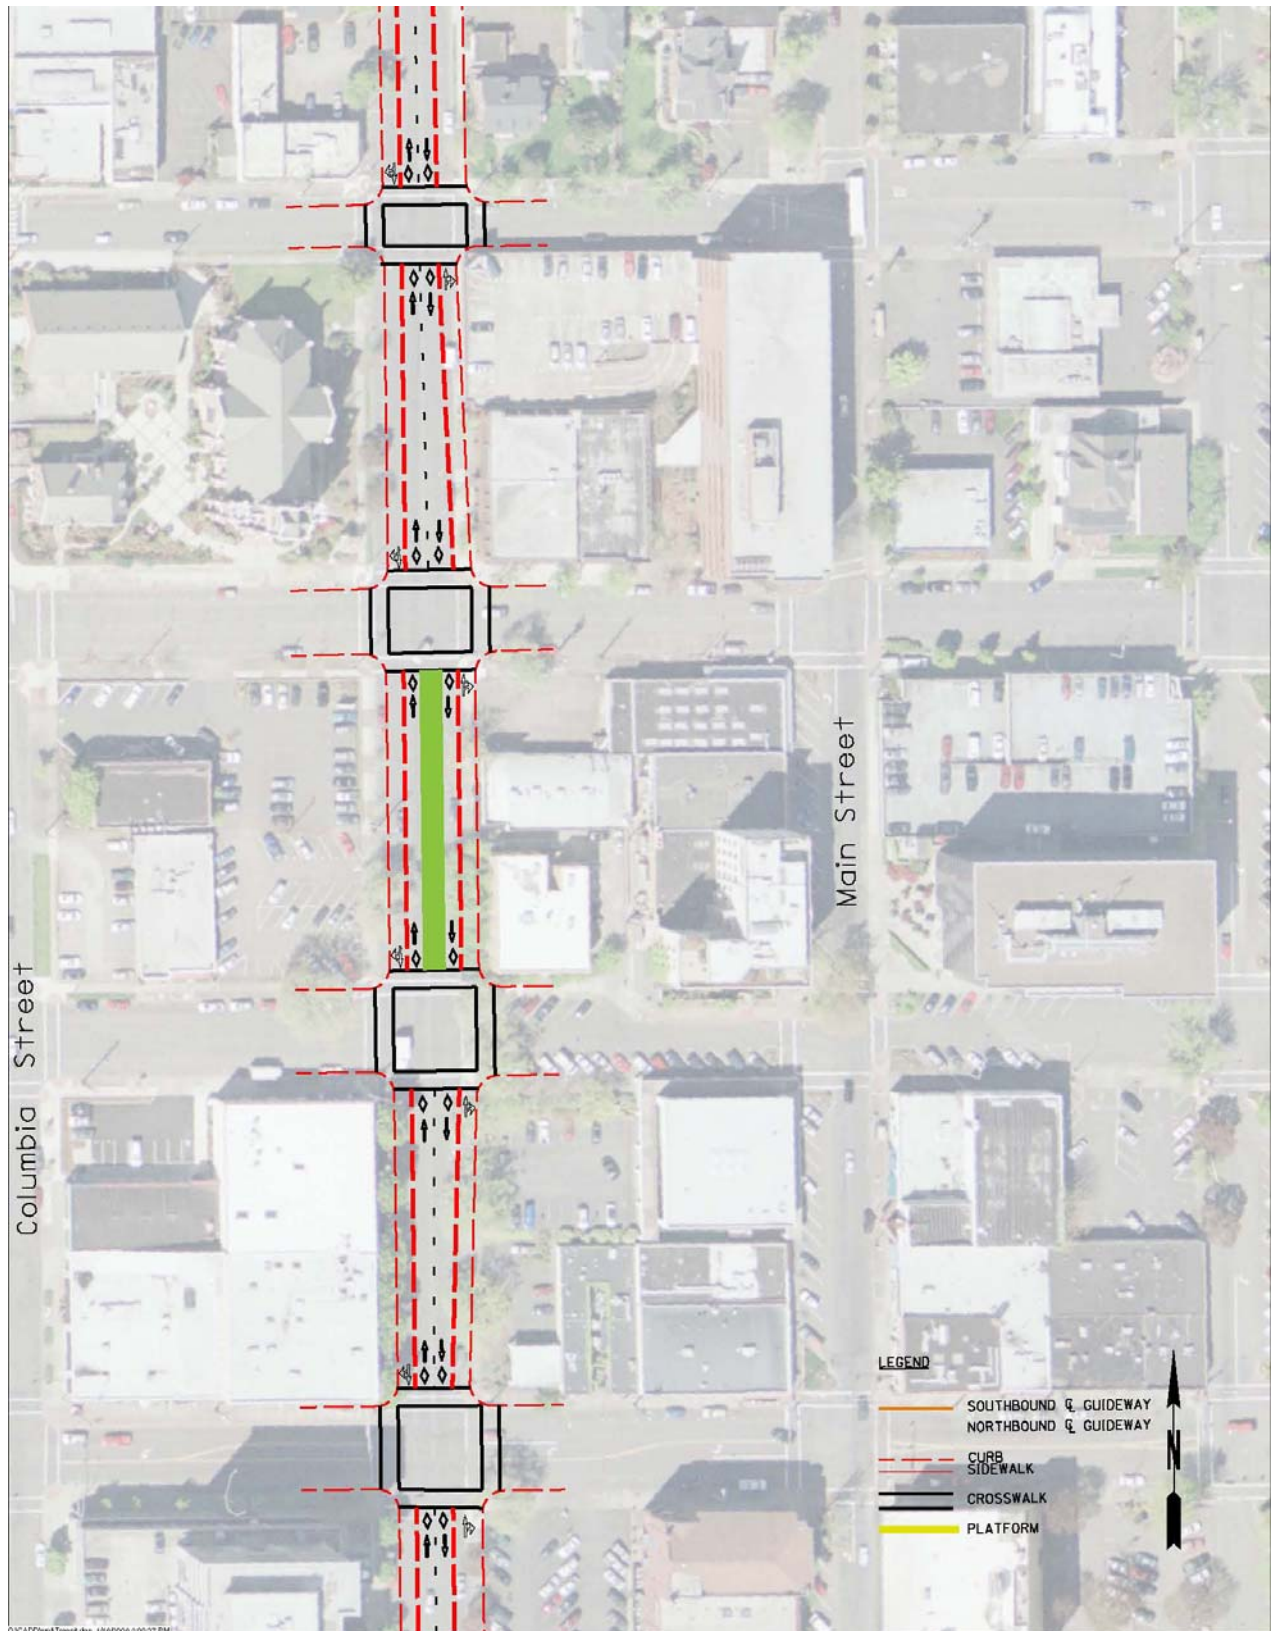 Main Street
Columbia Street
LEGEND
SOUTHBOUND ℄ GUIDEWAY
NORTHBOUND ℄ GUIDEWAY
CURB
SIDEWALK
N
CROSSWALK
PLATFORM